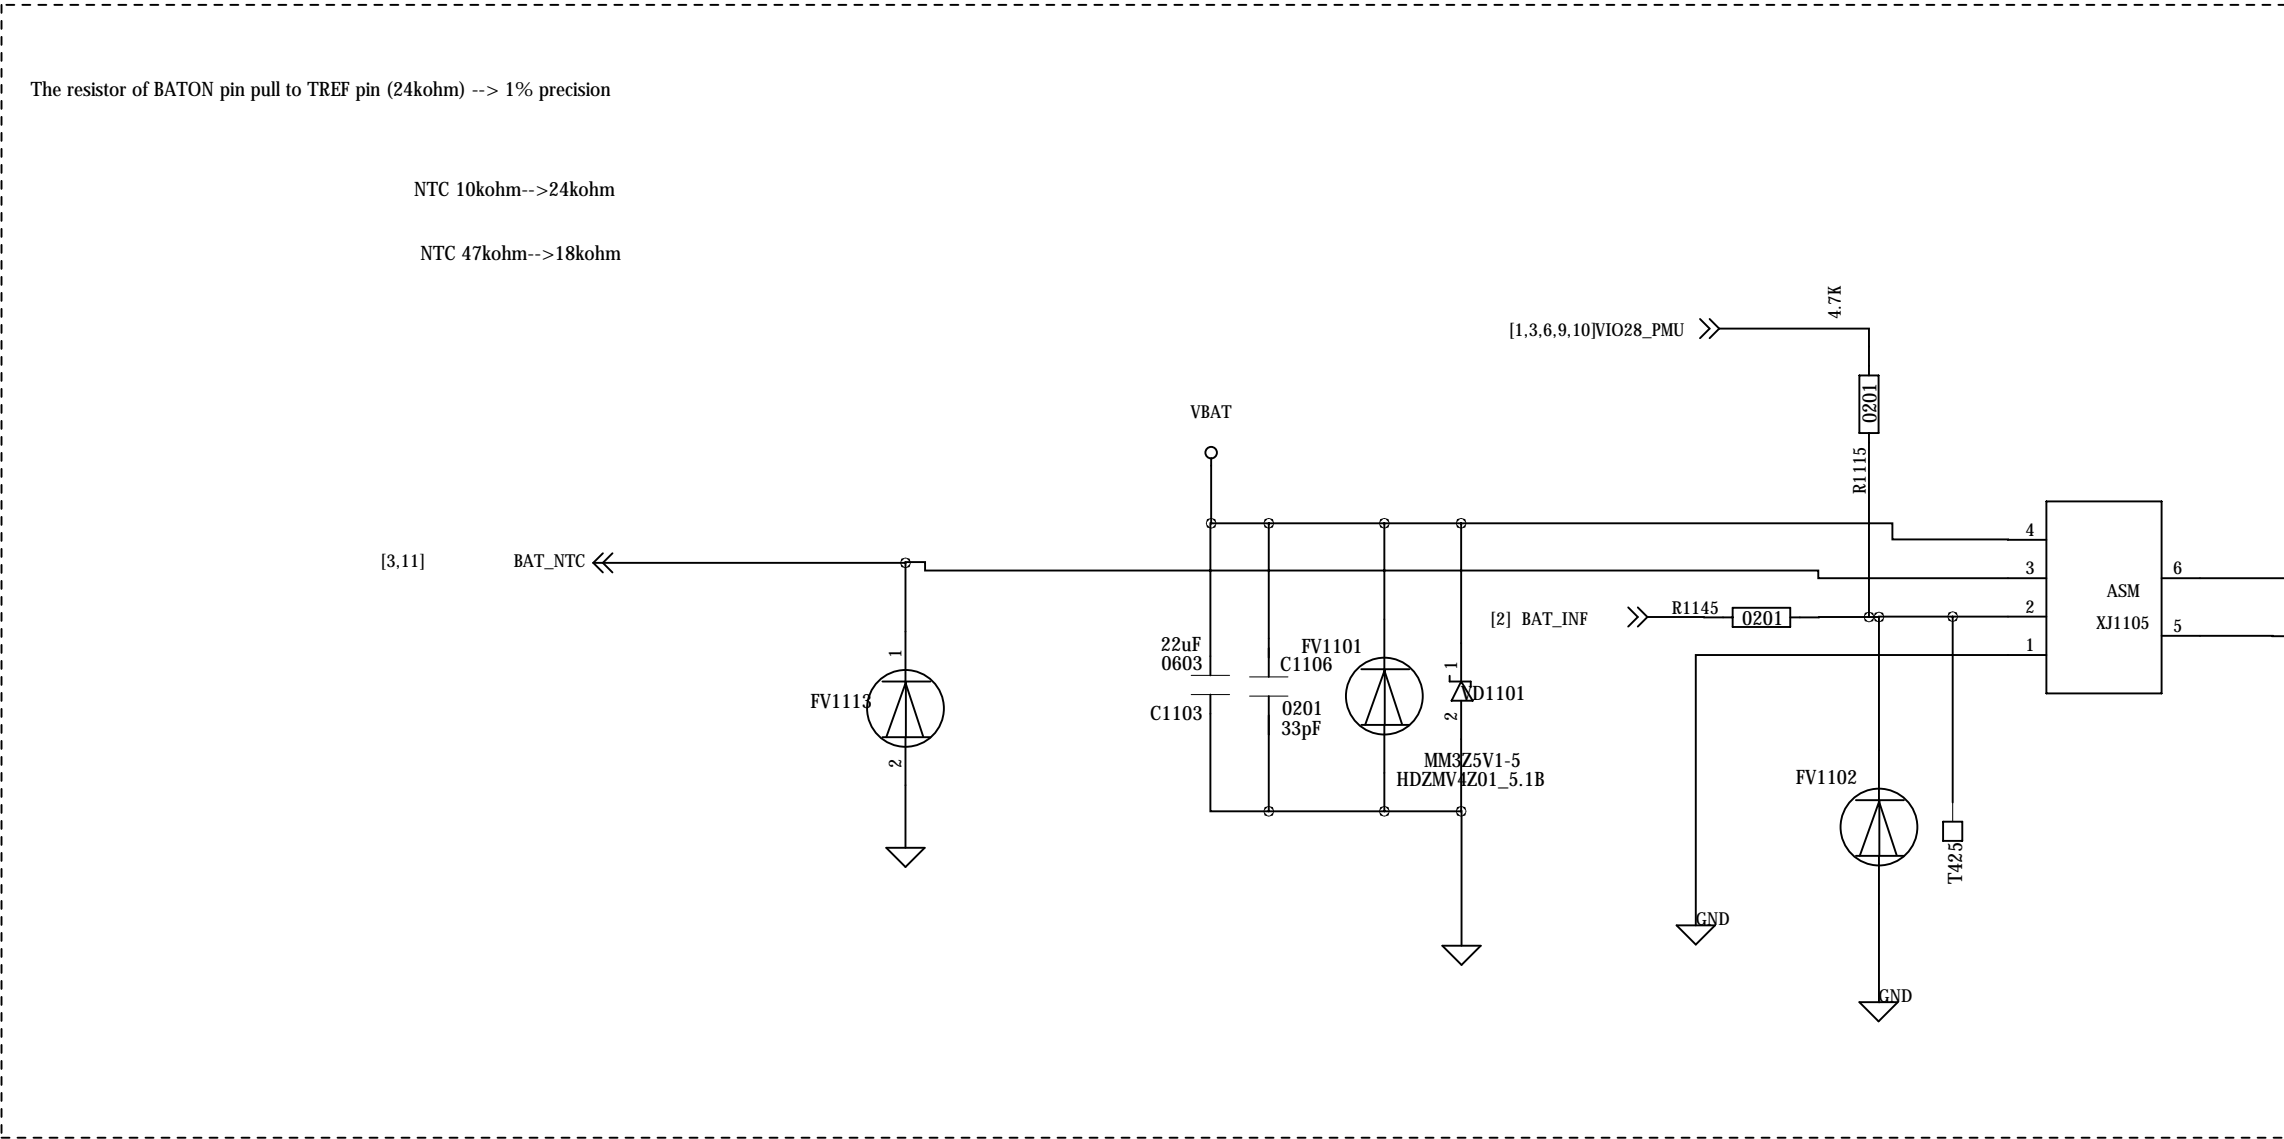 The resistor of BATON pin pull to TREF pin (24kohm) --> 1% precision
NTC 10kohm-->24kohm
NTC 47kohm-->18kohm
4.7K
[1,3,6,9,10]VIO28_PMU
0201
VBAT
R1115
4
[3,11] BAT_NTC
3
6
ASM
2
R1145
[2] BAT_INF
0201
XJ1105
5
1
22uF
0603
FV1101
C1106
1
1
FV1113
VD1101
C1103
0201
33pF
2
2
MM3Z5V1-5
HDZMV4Z01_5.1B
FV1102
T425
GND
GND